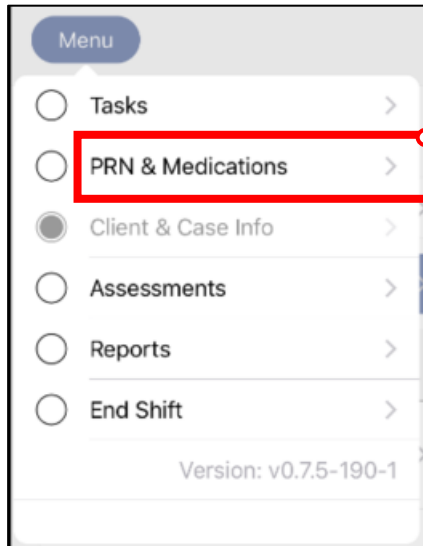 Menu
Tasks
PRN & Medications
Client & Case Info
Assessments
Reports
End Shift
Version: v0.7.5-190-1